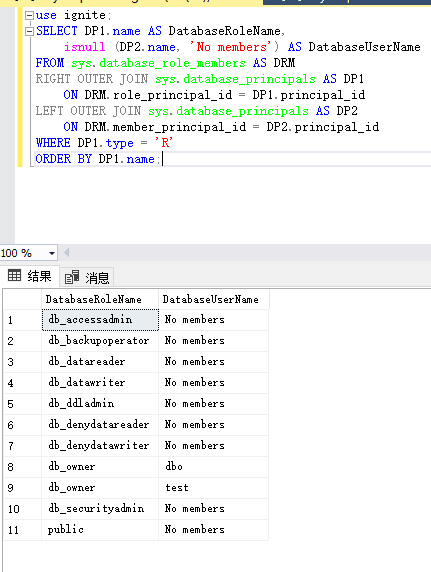 use ignite;
SELECT DP1.name AS DatabaseRoleName,
isnull (DP2.name, 'No members') AS DatabaseUserName
FROM sys.database_role_members AS DRM
RIGHT OUTER JOIN sys.database_principals AS DP1
ON DRM.role_principal_id = DP1.principal_id
LEFT OUTER JOIN sys.database_principals AS DP2
ON DRM.member_principal_id = DP2.principal_id
WHERE DP1.type = 'R'
ORDER BY DP1.name;
100 %
结果 消息
DatabaseRoleName DatabaseUserName
1 db_accessadmin No members
2 db_backupoperator No members
3 db_datareader No members
4 db_datawriter No members
5 db_ddladmin No members
6 db_denydatareader No members
7 db_denydatawriter No members
8 db_owner dbo
9 db_owner test
10 db_securityadmin No members
11 public No members